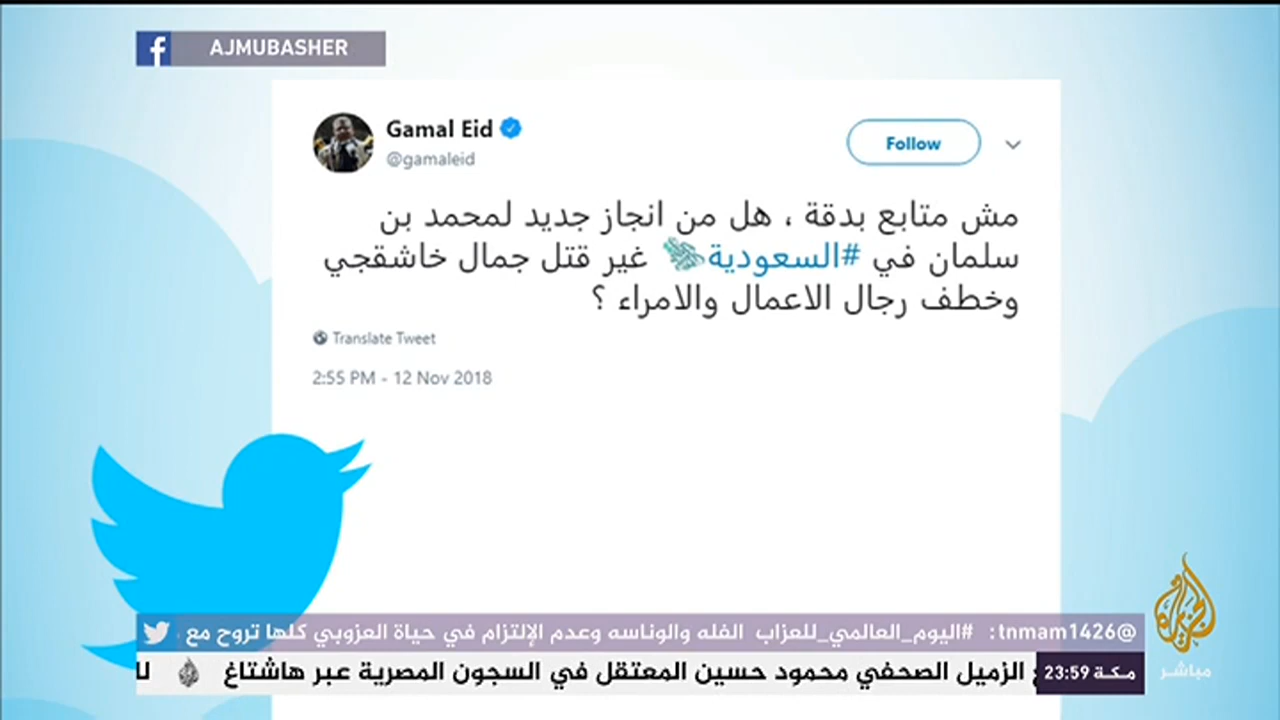 AJMUBASHER
Gamal Eid
@gamaleid
Follow
مش متابع بدقة ، هل من انجاز جديد لمحمد بن
سلمان في #السعودية غير قتل جمال خاشقجي
وخطف رجال الاعمال والامراء ؟
Translate Tweet
2:55 PM - 12 Nov 2018
@tnmam1426: #اليوم_العالمي_للعزاب الفله والوناسه وعدم الإلتزام في حياة العزوبي كلها تروح مع
مكة 23:59
الزميل الصحفي محمود حسين المعتقل في السجون المصرية عبر هاشتاغ
مباشر